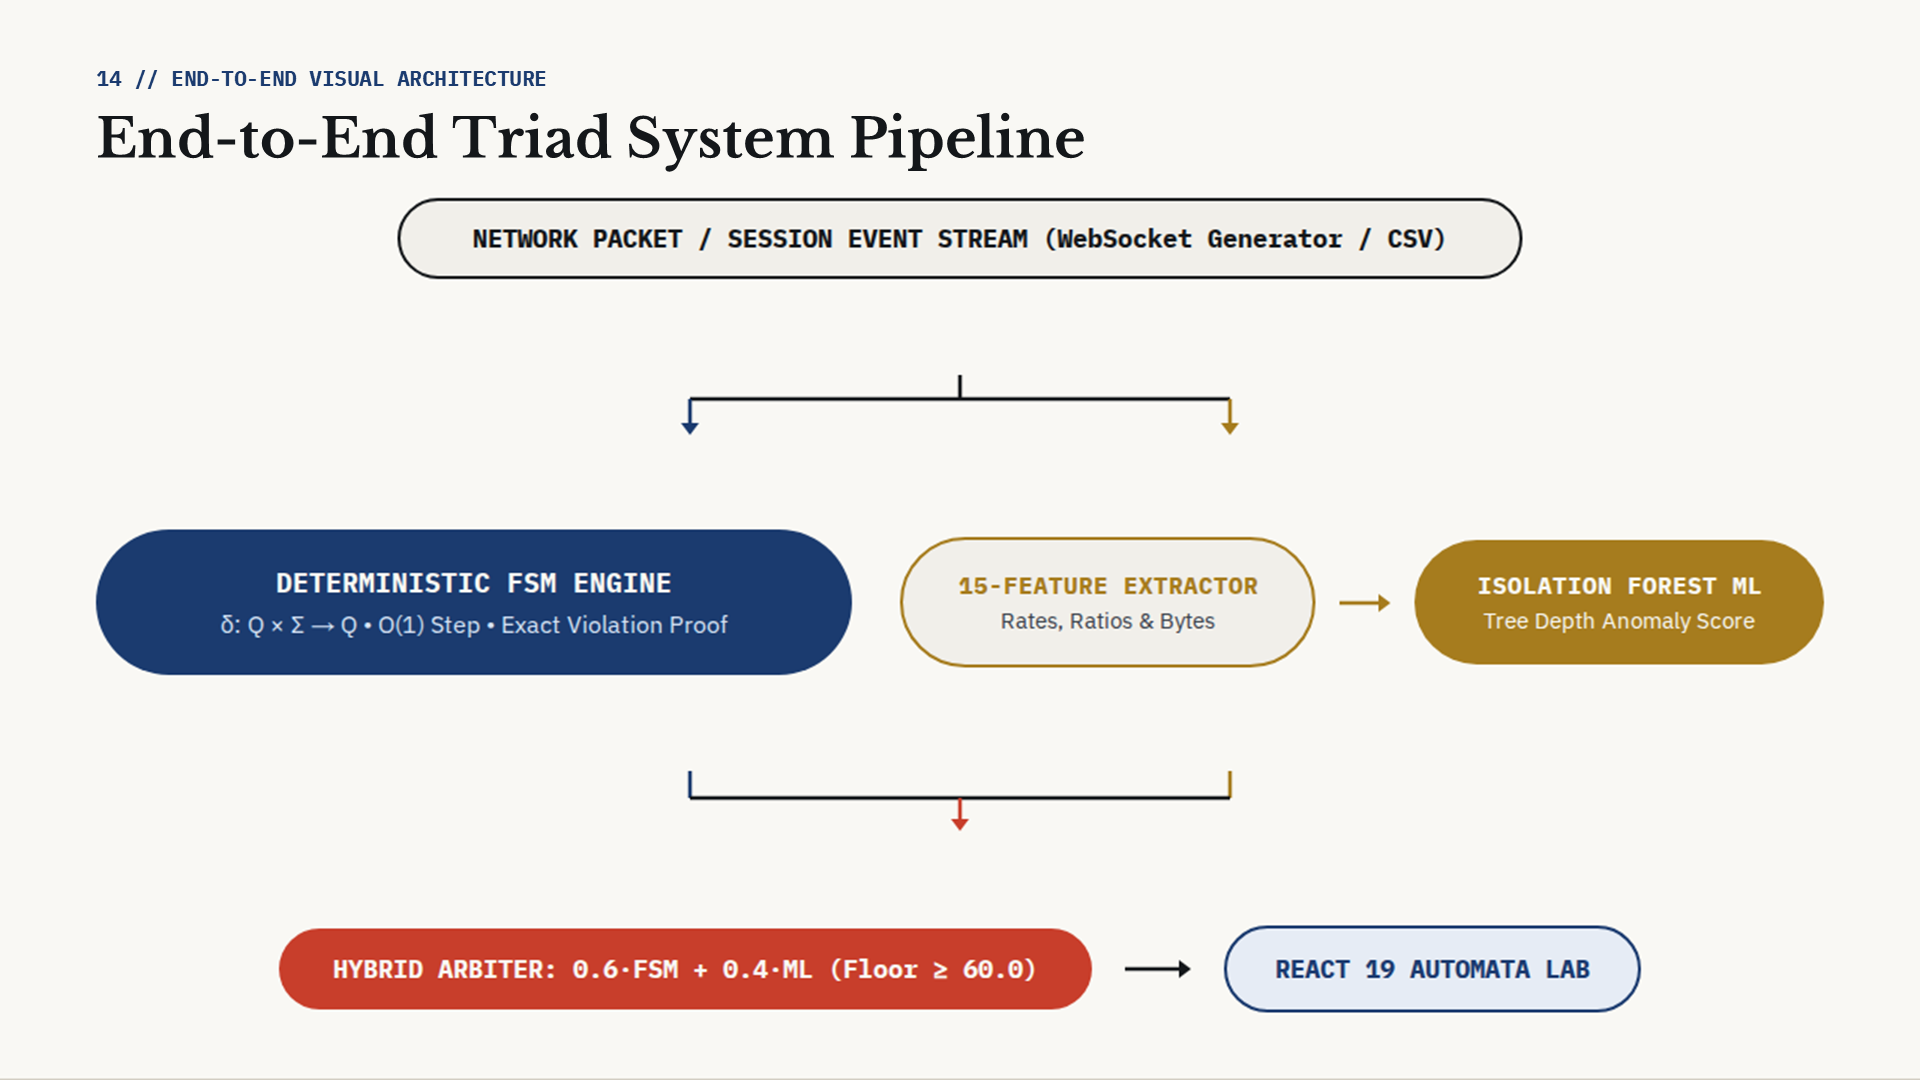 14 // END-TO-END VISUAL ARCHITECTURE
End-to-End Triad System Pipeline
NETWORK PACKET / SESSION EVENT STREAM (WebSocket Generator / CSV)
DETERMINISTIC FSM ENGINE
δ: Q × Σ → Q • O(1) Step • Exact Violation Proof
15-FEATURE EXTRACTOR
Rates, Ratios & Bytes
ISOLATION FOREST ML
Tree Depth Anomaly Score
HYBRID ARBITER: 0.6·FSM + 0.4·ML (Floor ≥ 60.0)
REACT 19 AUTOMATA LAB